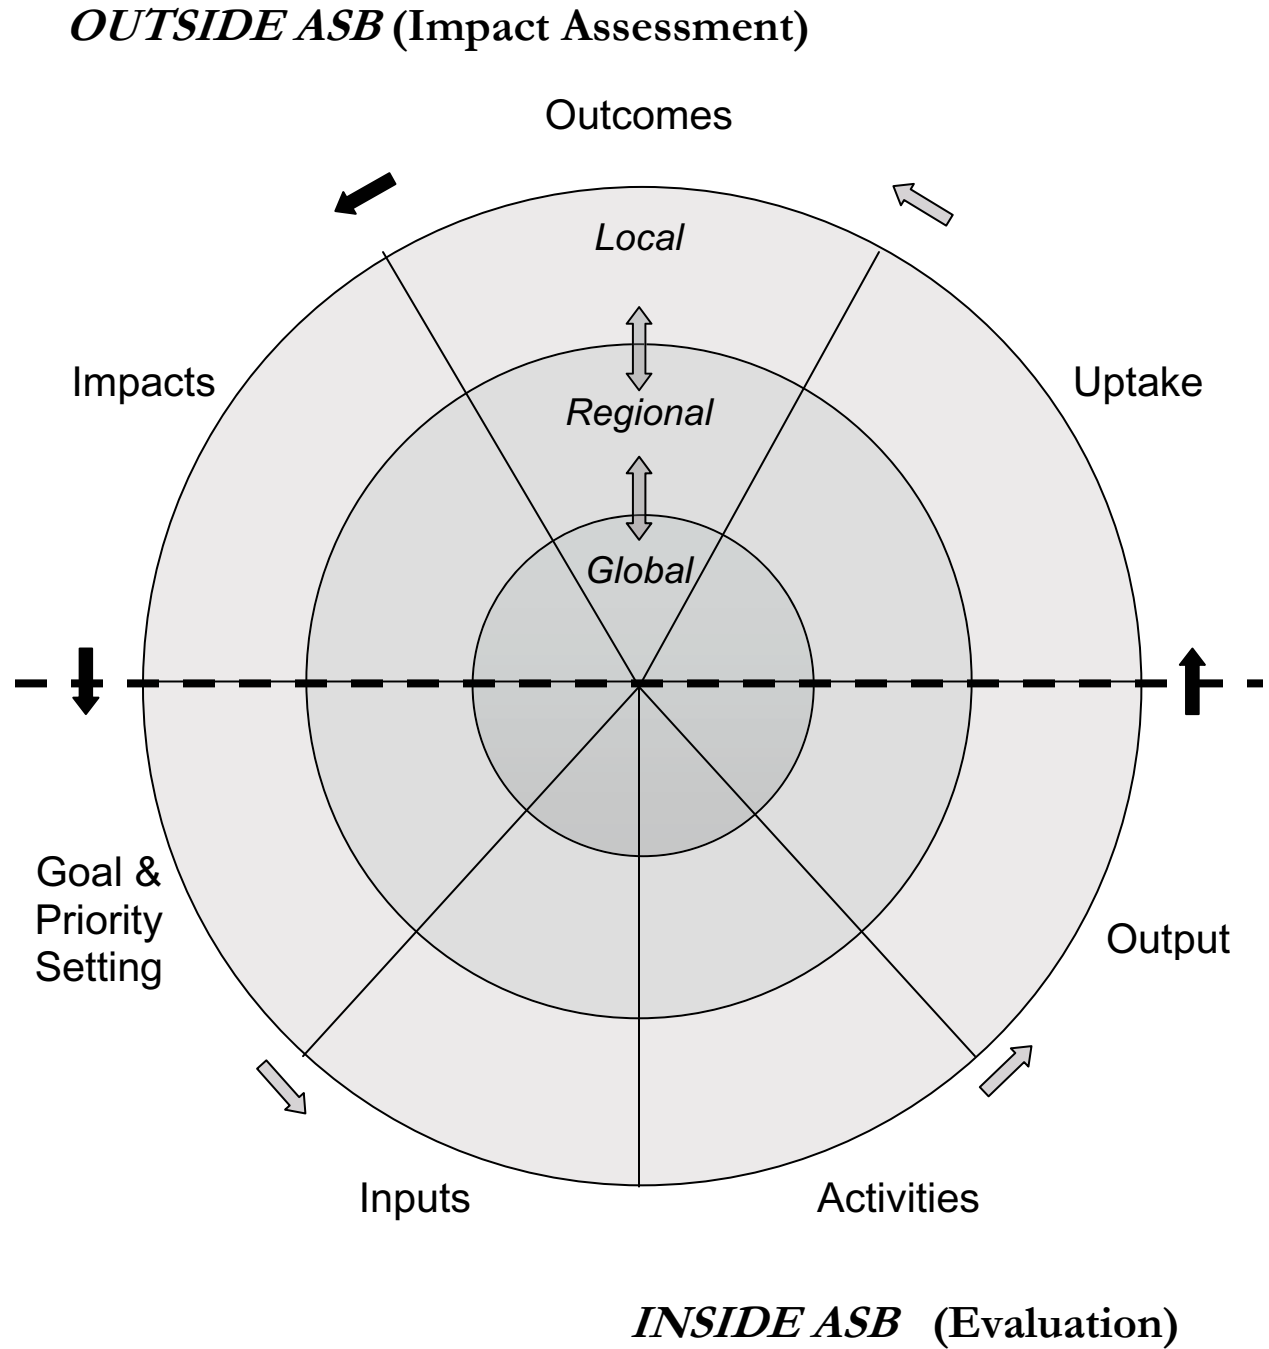 OUTSIDE ASB (Impact Assessment)
Outcomes
Local
Impacts
Uptake
Regional
Global
Goal &
Priority
Setting
Output
Inputs
Activities
INSIDE ASB (Evaluation)